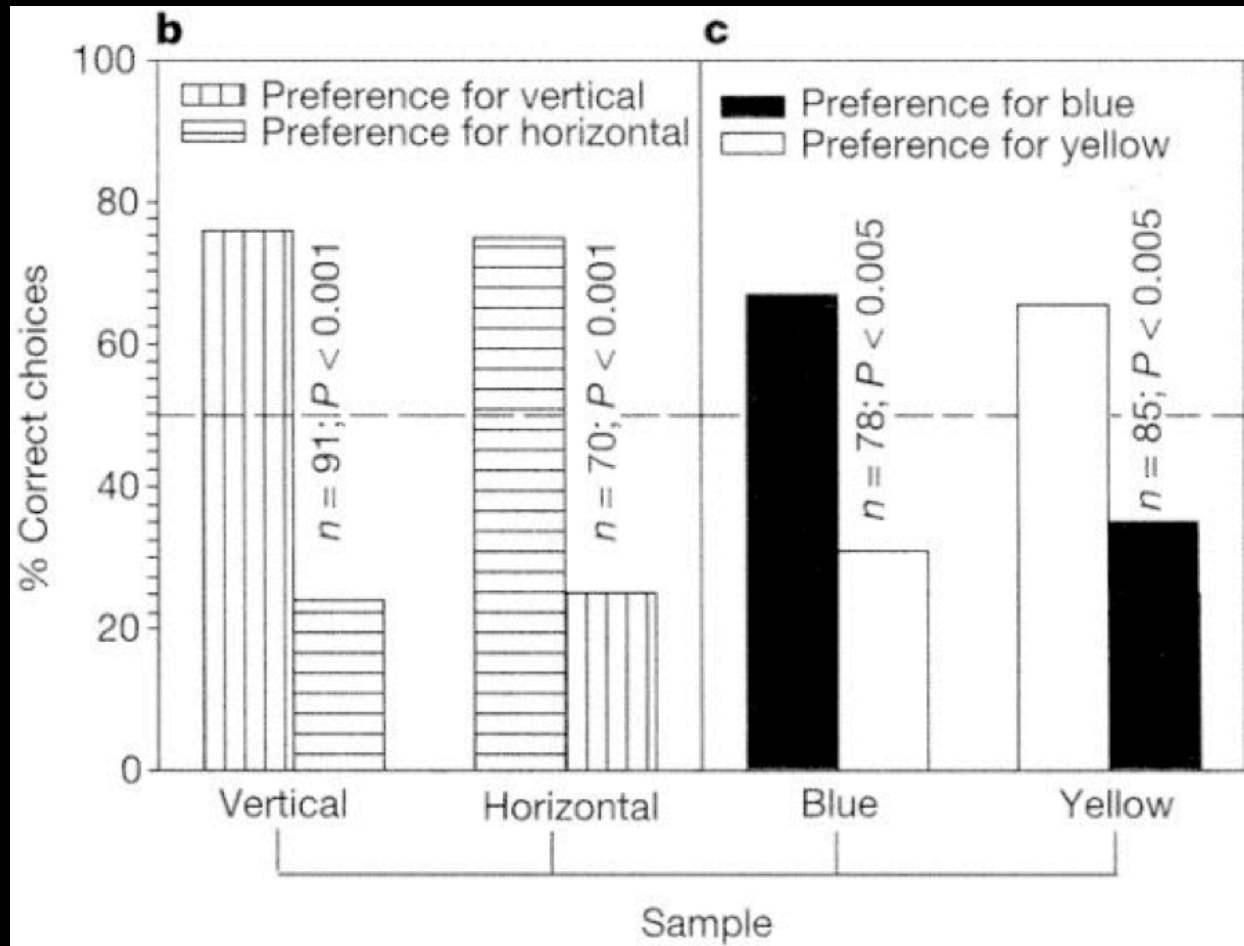 b
c
100
80
60
40
20
0
% Correct choices
Preference for vertical
Preference for horizontal
Preference for blue
Preference for yellow
n = 91; P < 0.001
n = 70; P < 0.001
n = 78; P < 0.005
n = 85; P < 0.005
Vertical
Horizontal
Blue
Yellow
Sample